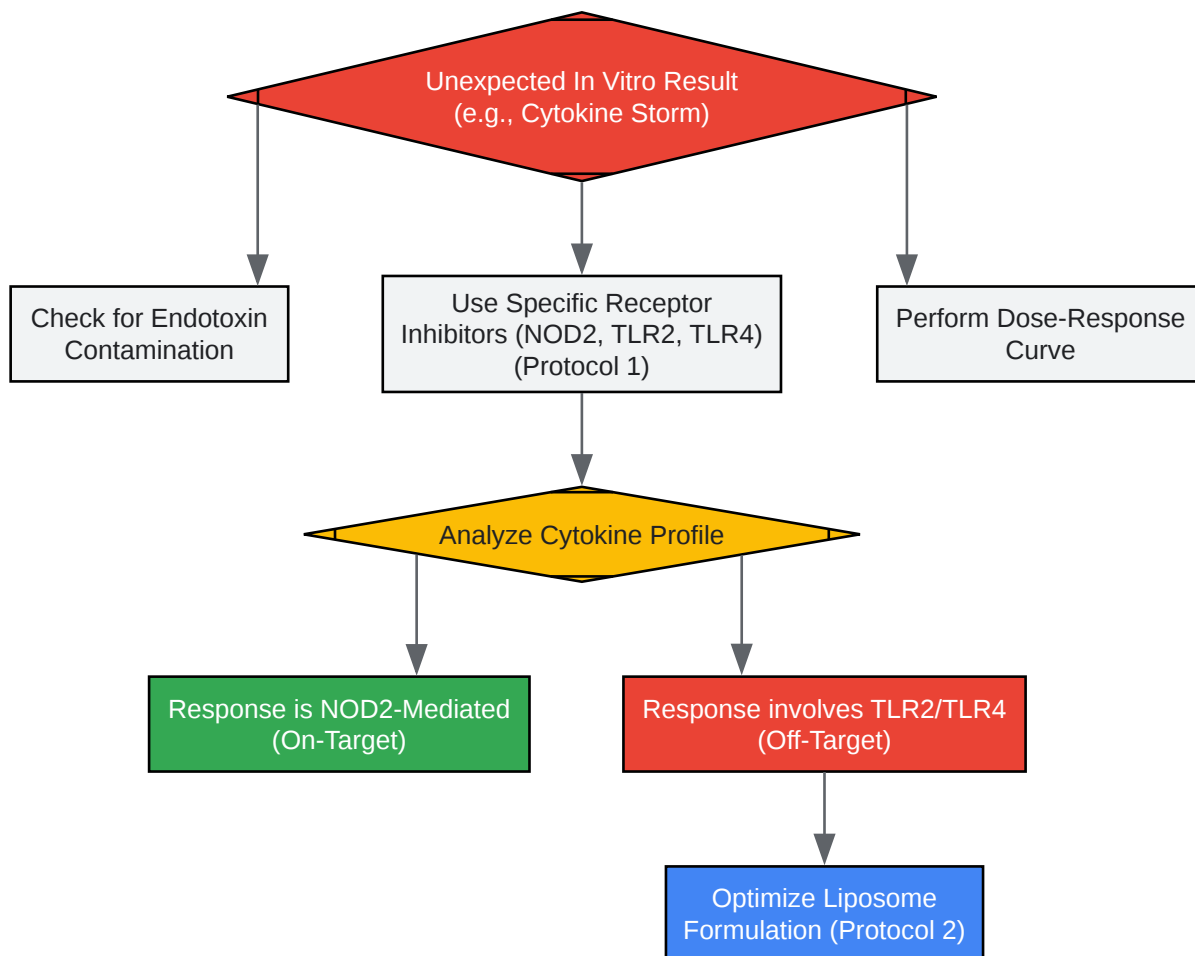 Unexpected In Vitro Result
(e.g., Cytokine Storm)
Check for Endotoxin
Contamination
Use Specific Receptor
Inhibitors (NOD2, TLR2, TLR4)
(Protocol 1)
Perform Dose-Response
Curve
Analyze Cytokine Profile
Response is NOD2-Mediated
(On-Target)
Response involves TLR2/TLR4
(Off-Target)
Optimize Liposome
Formulation (Protocol 2)